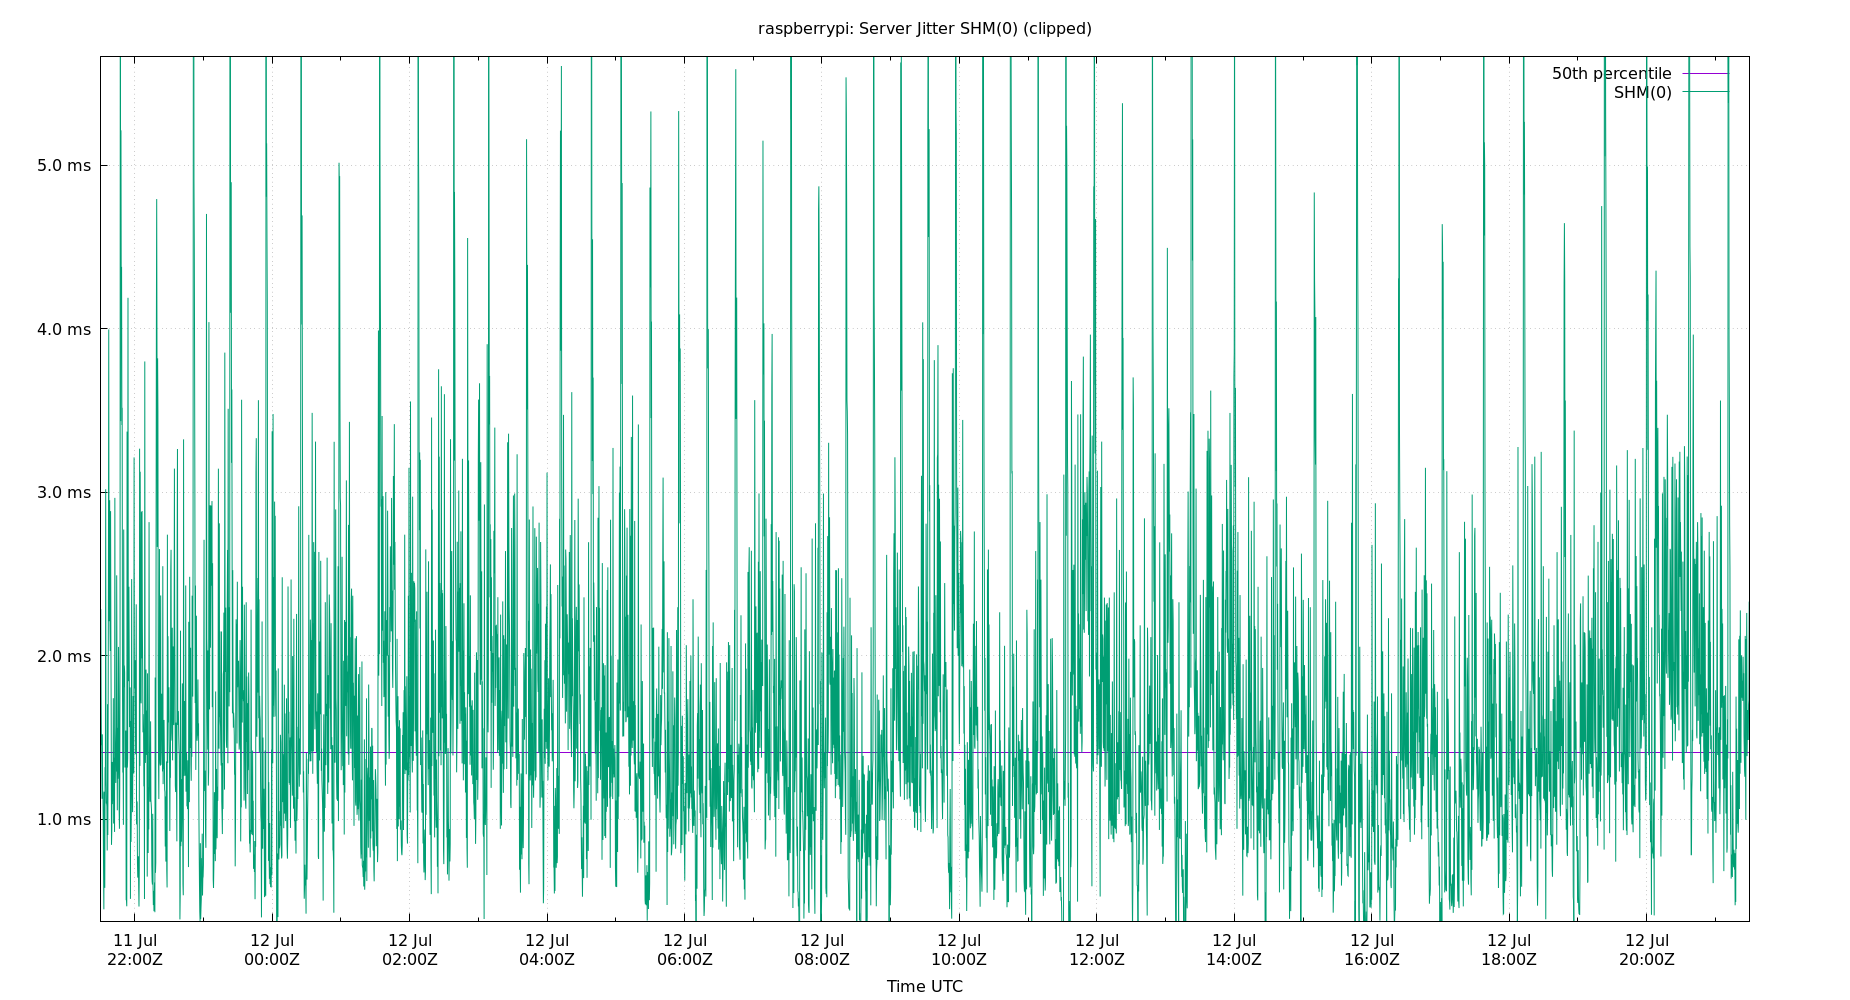 raspberrypi: Server Jitter SHM(0) (clipped)
50th percentile
SHM(0)
5.0 ms
4.0 ms
3.0 ms
2.0 ms
1.0 ms
11 Jul 12 Jul 12 Jul 12 Jul 12 Jul 12 Jul 12 Jul 12 Jul 12 Jul 12 Jul 12 Jul 12 Jul
22:00Z 00:00Z 02:00Z 04:00Z 06:00Z 08:00Z 10:00Z 12:00Z 14:00Z 16:00Z 18:00Z 20:00Z
Time UTC